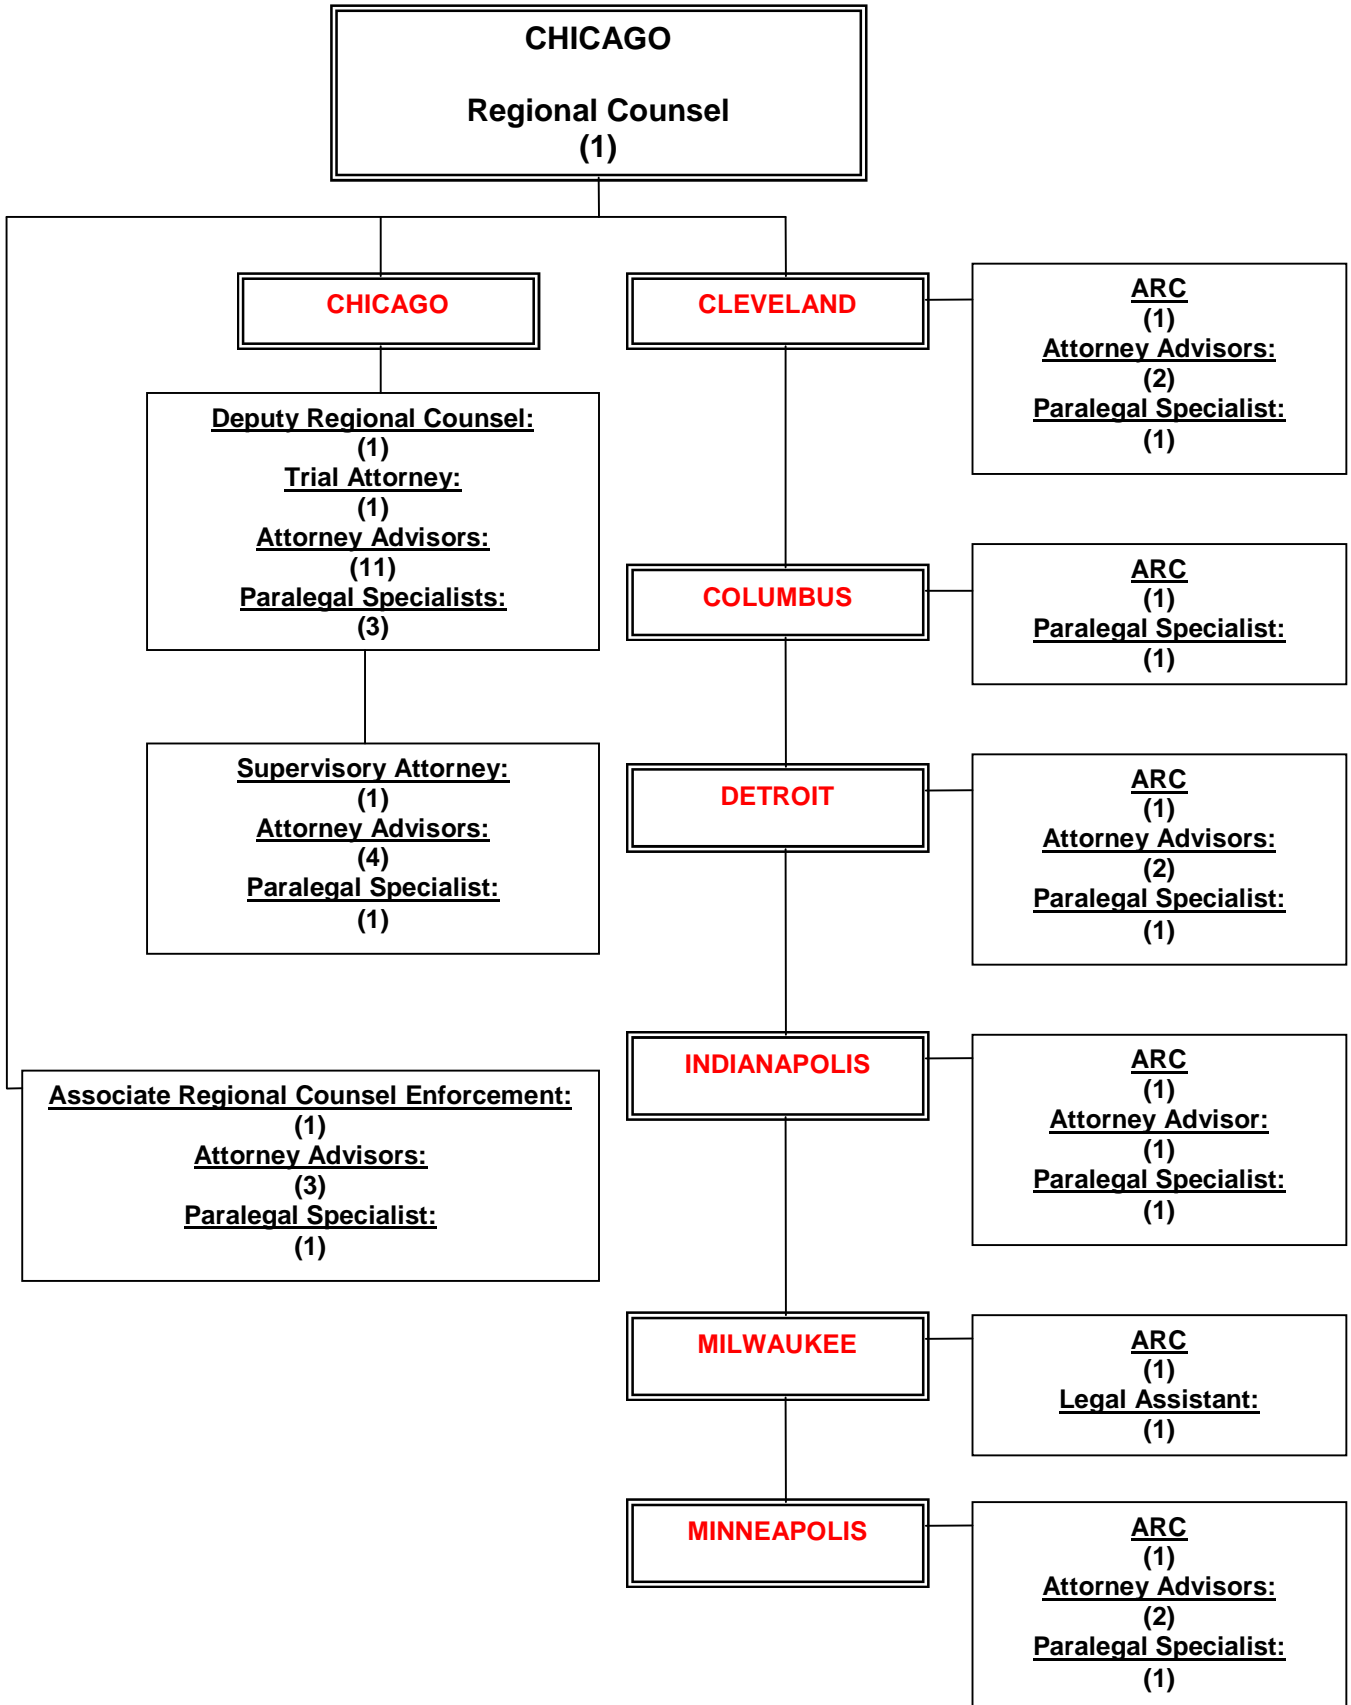 CHICAGO
Regional Counsel
(1)
CHICAGO
Deputy Regional Counsel:
(1)
Trial Attorney:
(1)
Attorney Advisors:
(11)
Paralegal Specialists:
(3)
Supervisory Attorney:
(1)
Attorney Advisors:
(4)
Paralegal Specialist:
(1)
Associate Regional Counsel Enforcement:
(1)
Attorney Advisors:
(3)
Paralegal Specialist:
(1)
CLEVELAND
ARC
(1)
Attorney Advisors:
(2)
Paralegal Specialist:
(1)
COLUMBUS
ARC
(1)
Paralegal Specialist:
(1)
DETROIT
ARC
(1)
Attorney Advisors:
(2)
Paralegal Specialist:
(1)
INDIANAPOLIS
ARC
(1)
Attorney Advisor:
(1)
Paralegal Specialist:
(1)
MILWAUKEE
ARC
(1)
Legal Assistant:
(1)
MINNEAPOLIS
ARC
(1)
Attorney Advisors:
(2)
Paralegal Specialist:
(1)